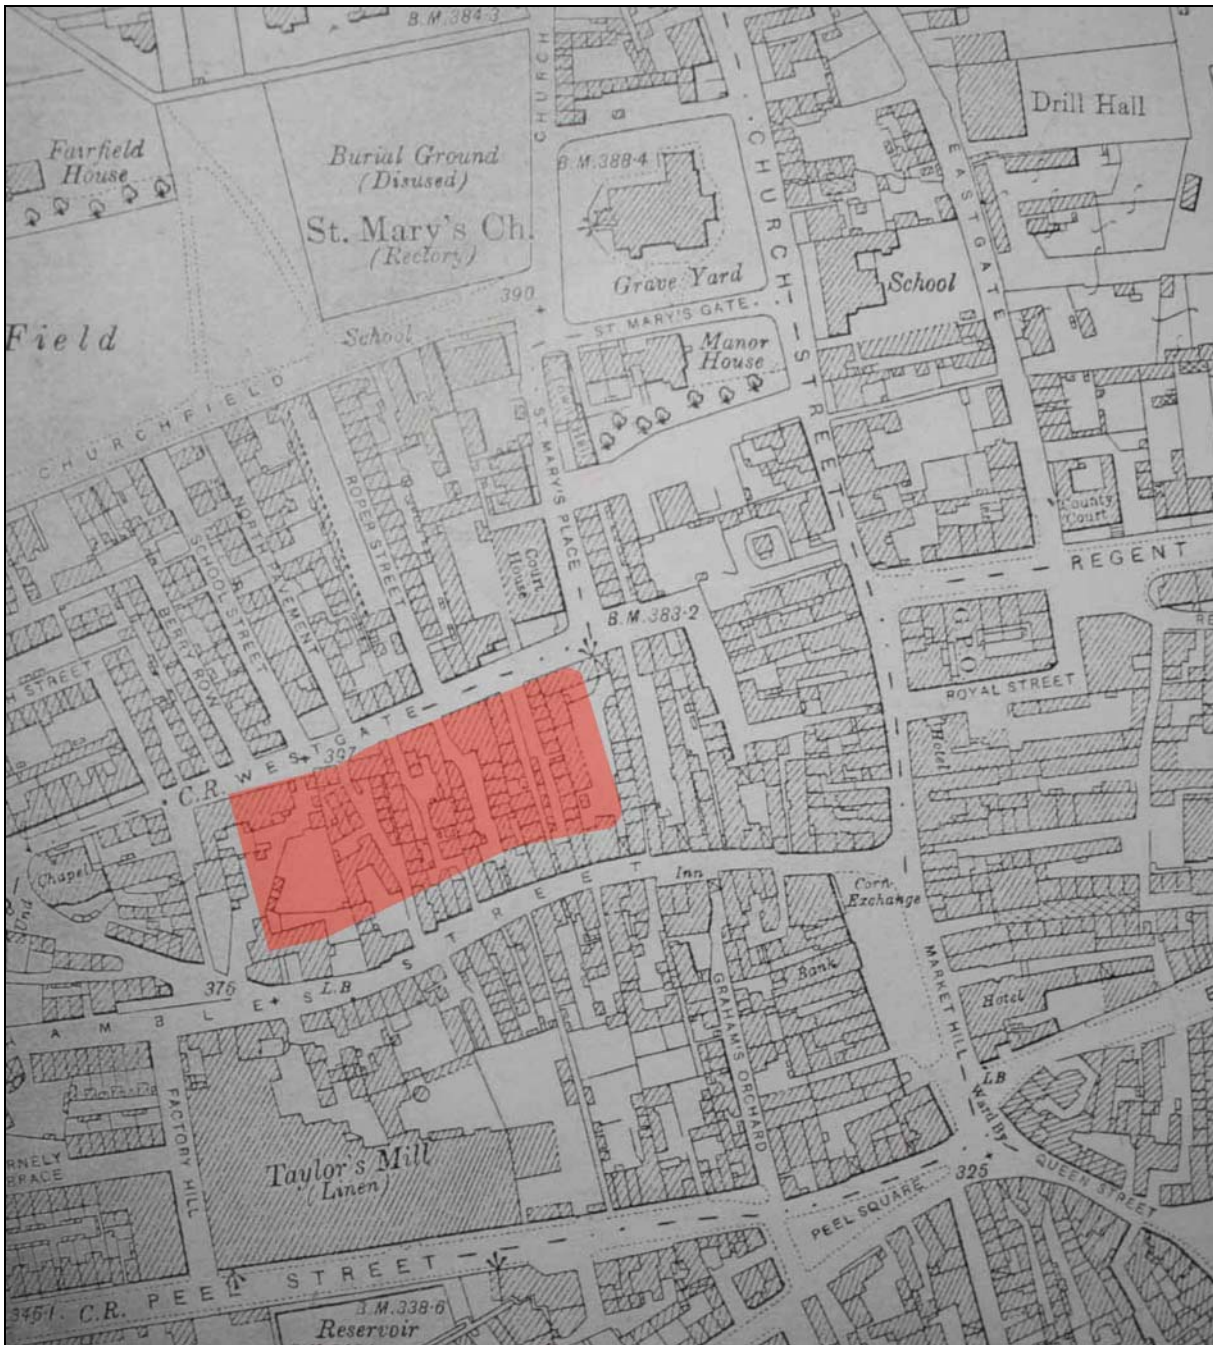 B.M.384·3
CHURCH
Drill Hall
Fairfield
House
Burial Ground
(Disused)
St. Mary's Ch.
(Rectory)
B.M.388·4
CHURCH STREET
EASTGATE
Grave Yard
School
390
ST. MARY'S GATE
Field
School
Manor
House
CHURCHFIELD
ST. MARY'S PLACE
ROPER STREET
NORTH PAVEMENT
SCHOOL STREET
BERRY ROW
Court
House
County
Court
REGENT
B.M.383·2
G.P.O.
STREET
ROYAL STREET
WESTGATE
Hotel
C.R.
Chapel
Inn
Corn
Exchange
STREET
Bank
MARKET HILL
Hotel
GRAHAM'S ORCHARD
376
L.B
AMBLES
FACTORY HILL
LB
Ward By.
Taylor's Mill
(Linen)
325
QUEEN STREET
PEEL SQUARE
C.R. PEEL STREET
B.M.338·6
Reservoir